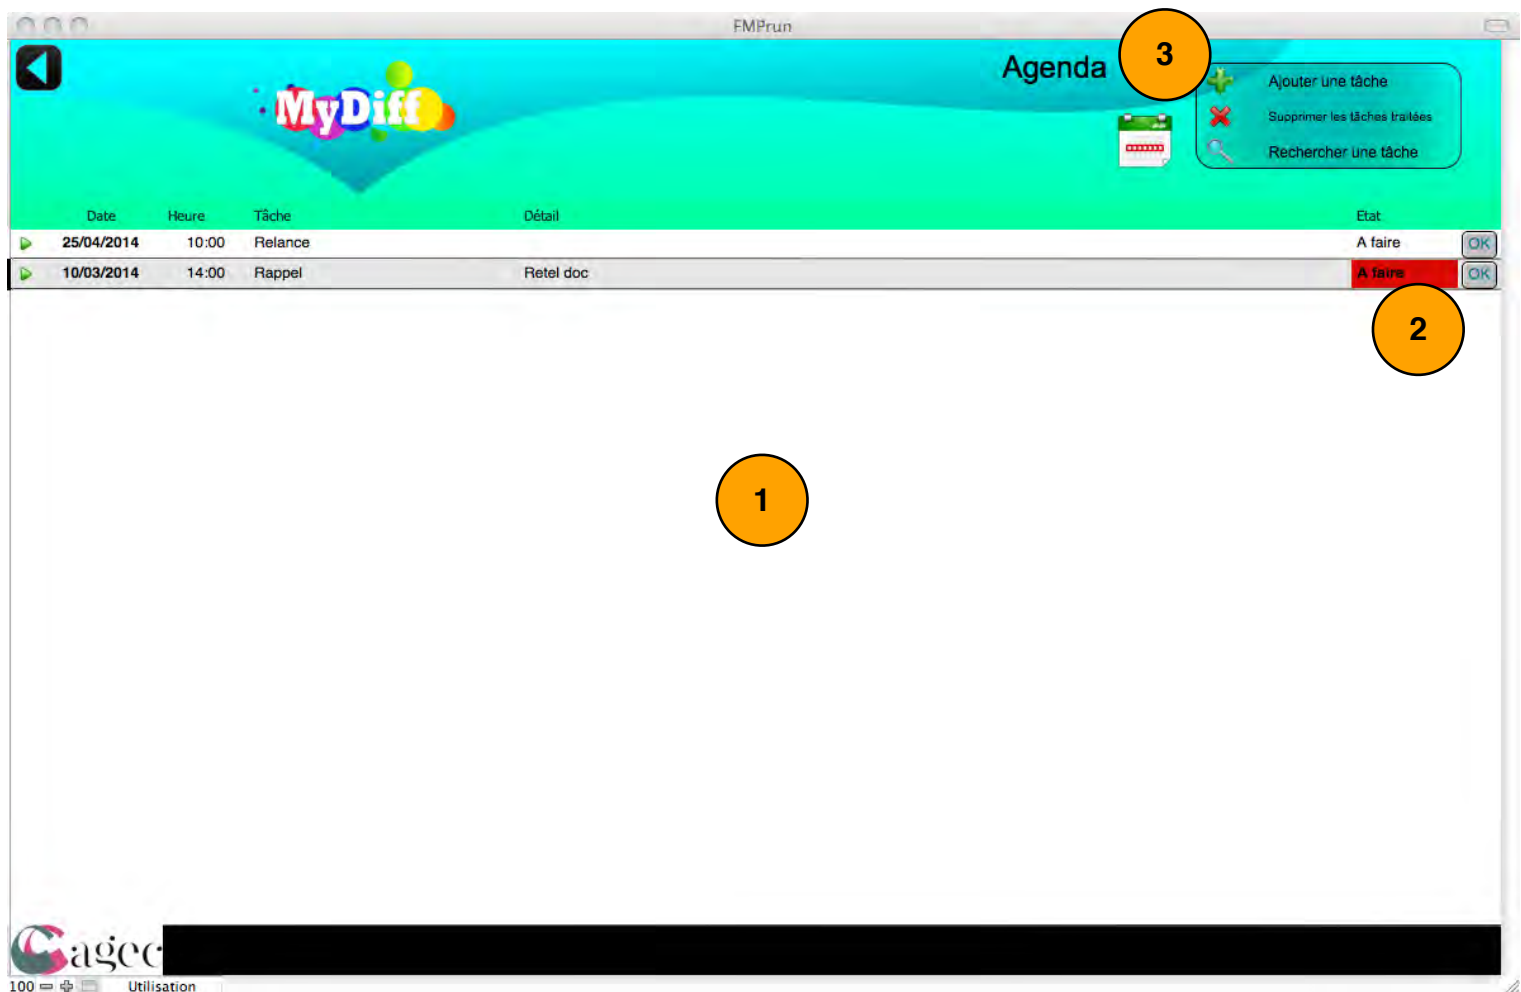 FMPrun
Agenda
3
MyDiff
Ajouter une tâche
Supprimer les tâches traitées
Rechercher une tâche
Date Heure Tâche Détail Etat
25/04/2014 10:00 Relance A faire OK
10/03/2014 14:00 Rappel Retel doc A faire OK
2
1
Cagec
100 Utilisation